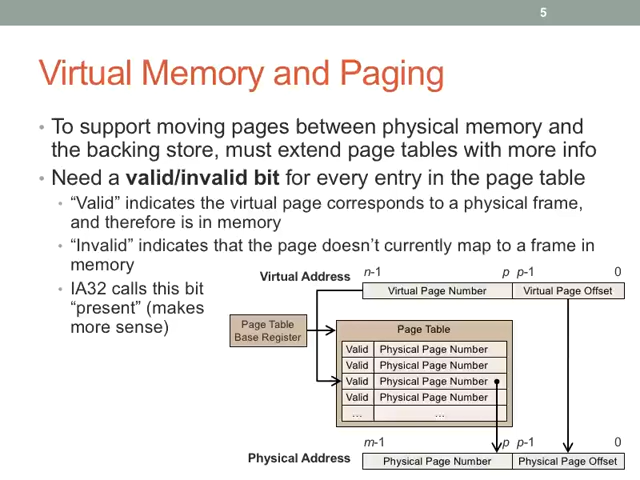 5
Virtual Memory and Paging
• To support moving pages between physical memory and
the backing store, must extend page tables with more info
• Need a valid/invalid bit for every entry in the page table
• “Valid” indicates the virtual page corresponds to a physical frame,
and therefore is in memory
• “Invalid” indicates that the page doesn’t currently map to a frame in
memory
• IA32 calls this bit
“present” (makes
more sense)
n-1 p p-1 0
Virtual Address Virtual Page Number Virtual Page Offset
Page Table
Base Register
Page Table
Valid Physical Page Number
Valid Physical Page Number
Valid Physical Page Number
Valid Physical Page Number
... ...
m-1 p p-1 0
Physical Address Physical Page Number Physical Page Offset